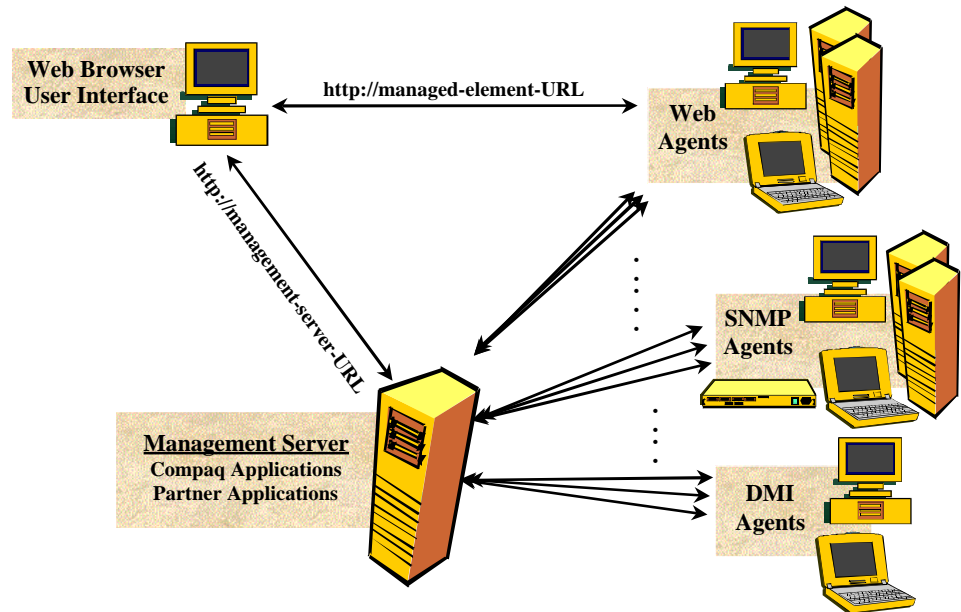 Web Browser
User Interface
http://managed-element-URL
Web
Agents
http://management-server-URL
SNMP
Agents
Management Server
Compaq Applications
Partner Applications
DMI
Agents